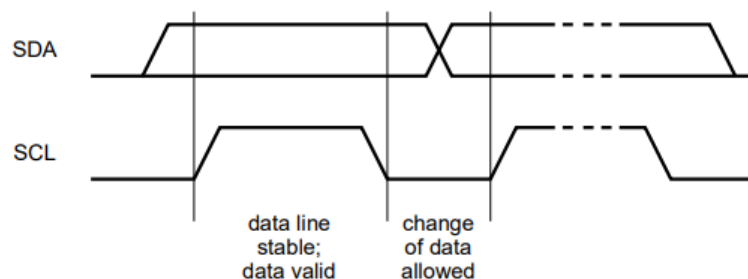 SDA
SCL
data line
stable;
data valid
change
of data
allowed